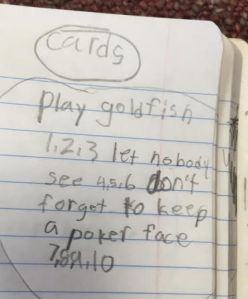 cards
play goldfish
1,2,3 let nobody
see 4,5,6 don't
forget to keep
a poker face
7,8,9,10